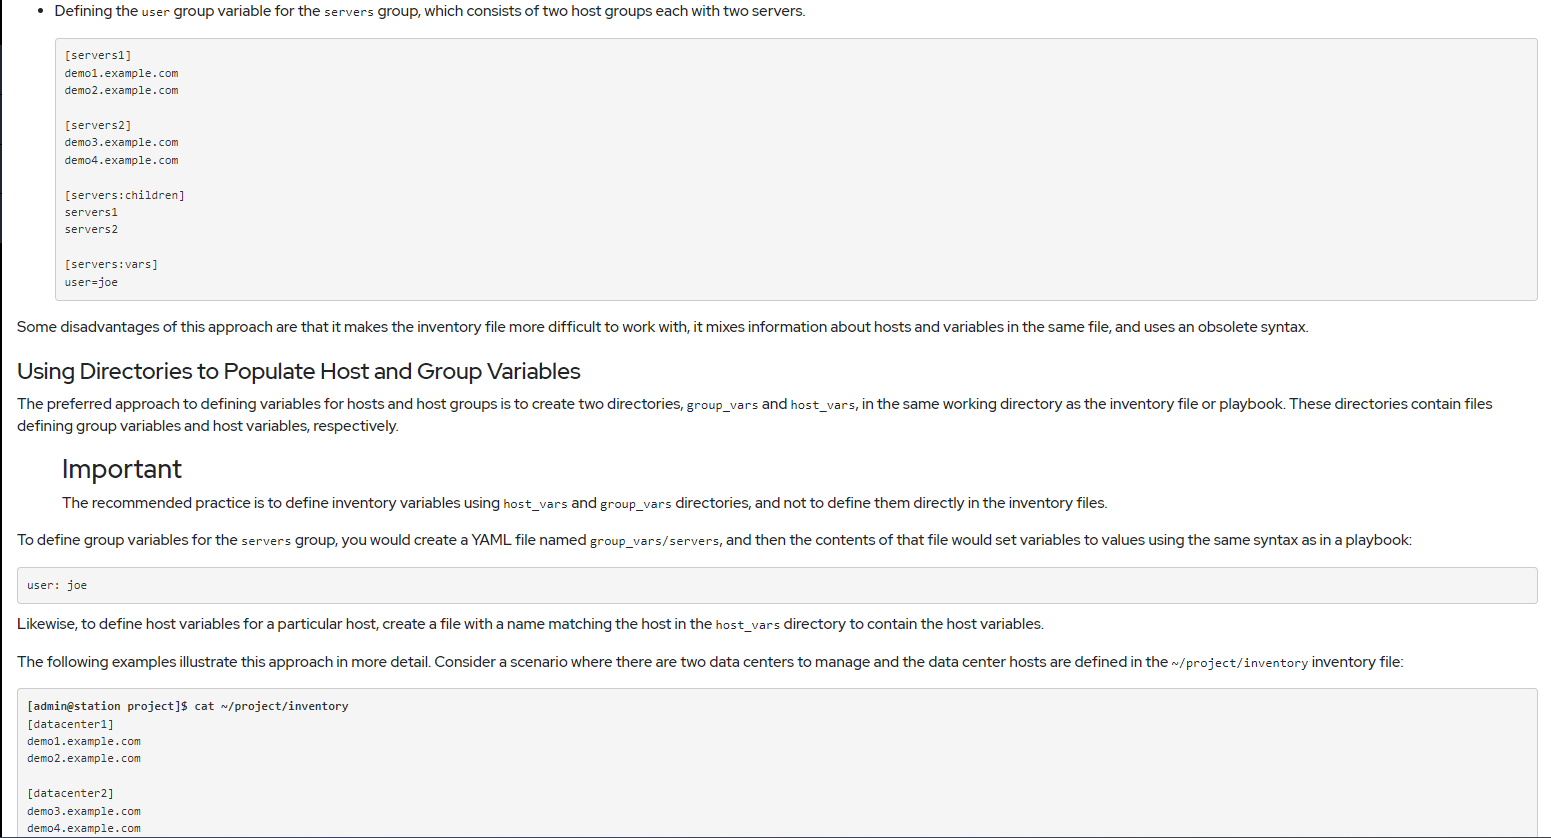 • Defining the user group variable for the servers group, which consists of two host groups each with two servers.
[servers1]
demo1.example.com
demo2.example.com
[servers2]
demo3.example.com
demo4.example.com
[servers:children]
servers1
servers2
[servers:vars]
user=joe
Some disadvantages of this approach are that it makes the inventory file more difficult to work with, it mixes information about hosts and variables in the same file, and uses an obsolete syntax.
Using Directories to Populate Host and Group Variables
The preferred approach to defining variables for hosts and host groups is to create two directories, group_vars and host_vars, in the same working directory as the inventory file or playbook. These directories contain files
defining group variables and host variables, respectively.
Important
The recommended practice is to define inventory variables using host_vars and group_vars directories, and not to define them directly in the inventory files.
To define group variables for the servers group, you would create a YAML file named group_vars/servers, and then the contents of that file would set variables to values using the same syntax as in a playbook:
user: joe
Likewise, to define host variables for a particular host, create a file with a name matching the host in the host_vars directory to contain the host variables.
The following examples illustrate this approach in more detail. Consider a scenario where there are two data centers to manage and the data center hosts are defined in the ~/project/inventory inventory file:
[admin@station project]$ cat ~/project/inventory
[datacenter1]
demo1.example.com
demo2.example.com
[datacenter2]
demo3.example.com
demo4.example.com